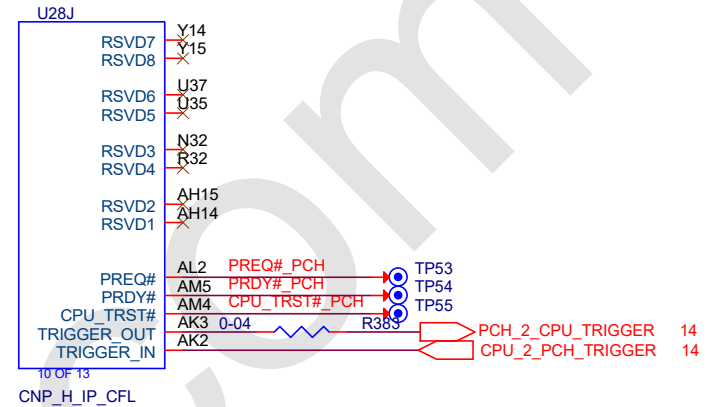 U28J
RSVD7 Y14
RSVD8 Y15
RSVD6 U37
RSVD5 U35
RSVD3 N32
RSVD4 R32
RSVD2 AH15
RSVD1 AH14
PREQ# AL2 PREQ#_PCH TP53
PRDY# AM5 PRDY#_PCH TP54
CPU_TRST# AM4 CPU_TRST#_PCH TP55
TRIGGER_OUT AK3 0-04 R383 PCH_2_CPU_TRIGGER 14
TRIGGER_IN AK2 CPU_2_PCH_TRIGGER 14
10 OF 13
CNP_H_IP_CFL
com